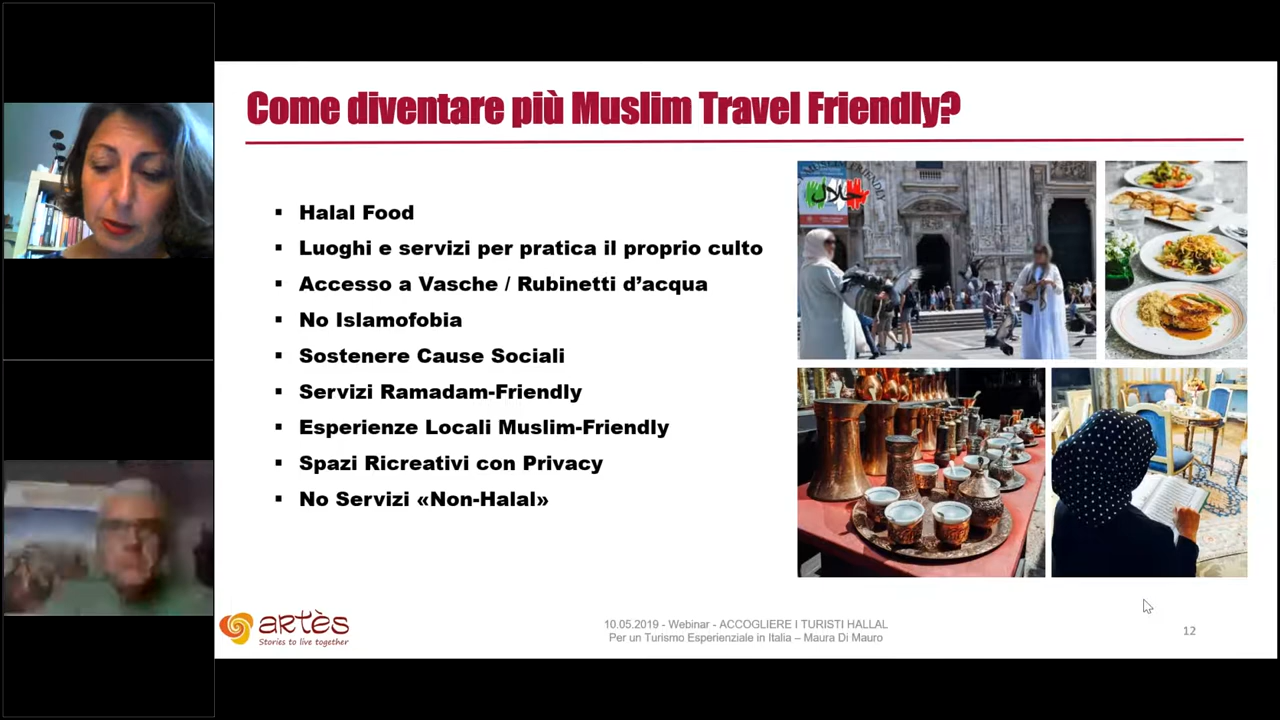 Come diventare più Muslim Travel Friendly?
▪ Halal Food
▪ Luoghi e servizi per pratica il proprio culto
▪ Accesso a Vasche / Rubinetti d’acqua
▪ No Islamofobia
▪ Sostenere Cause Sociali
▪ Servizi Ramadam-Friendly
▪ Esperienze Locali Muslim-Friendly
▪ Spazi Ricreativi con Privacy
▪ No Servizi «Non-Halal»
MUSLIM FRIENDLY
حلال
artès
Stories to live together
10.05.2019 - Webinar - ACCOGLIERE I TURISTI HALLAL
Per un Turismo Esperienziale in Italia – Maura Di Mauro
12